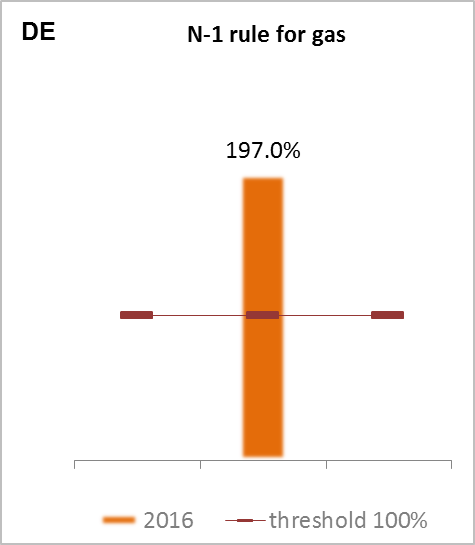 DE
N-1 rule for gas
197.0%
2016
threshold 100%